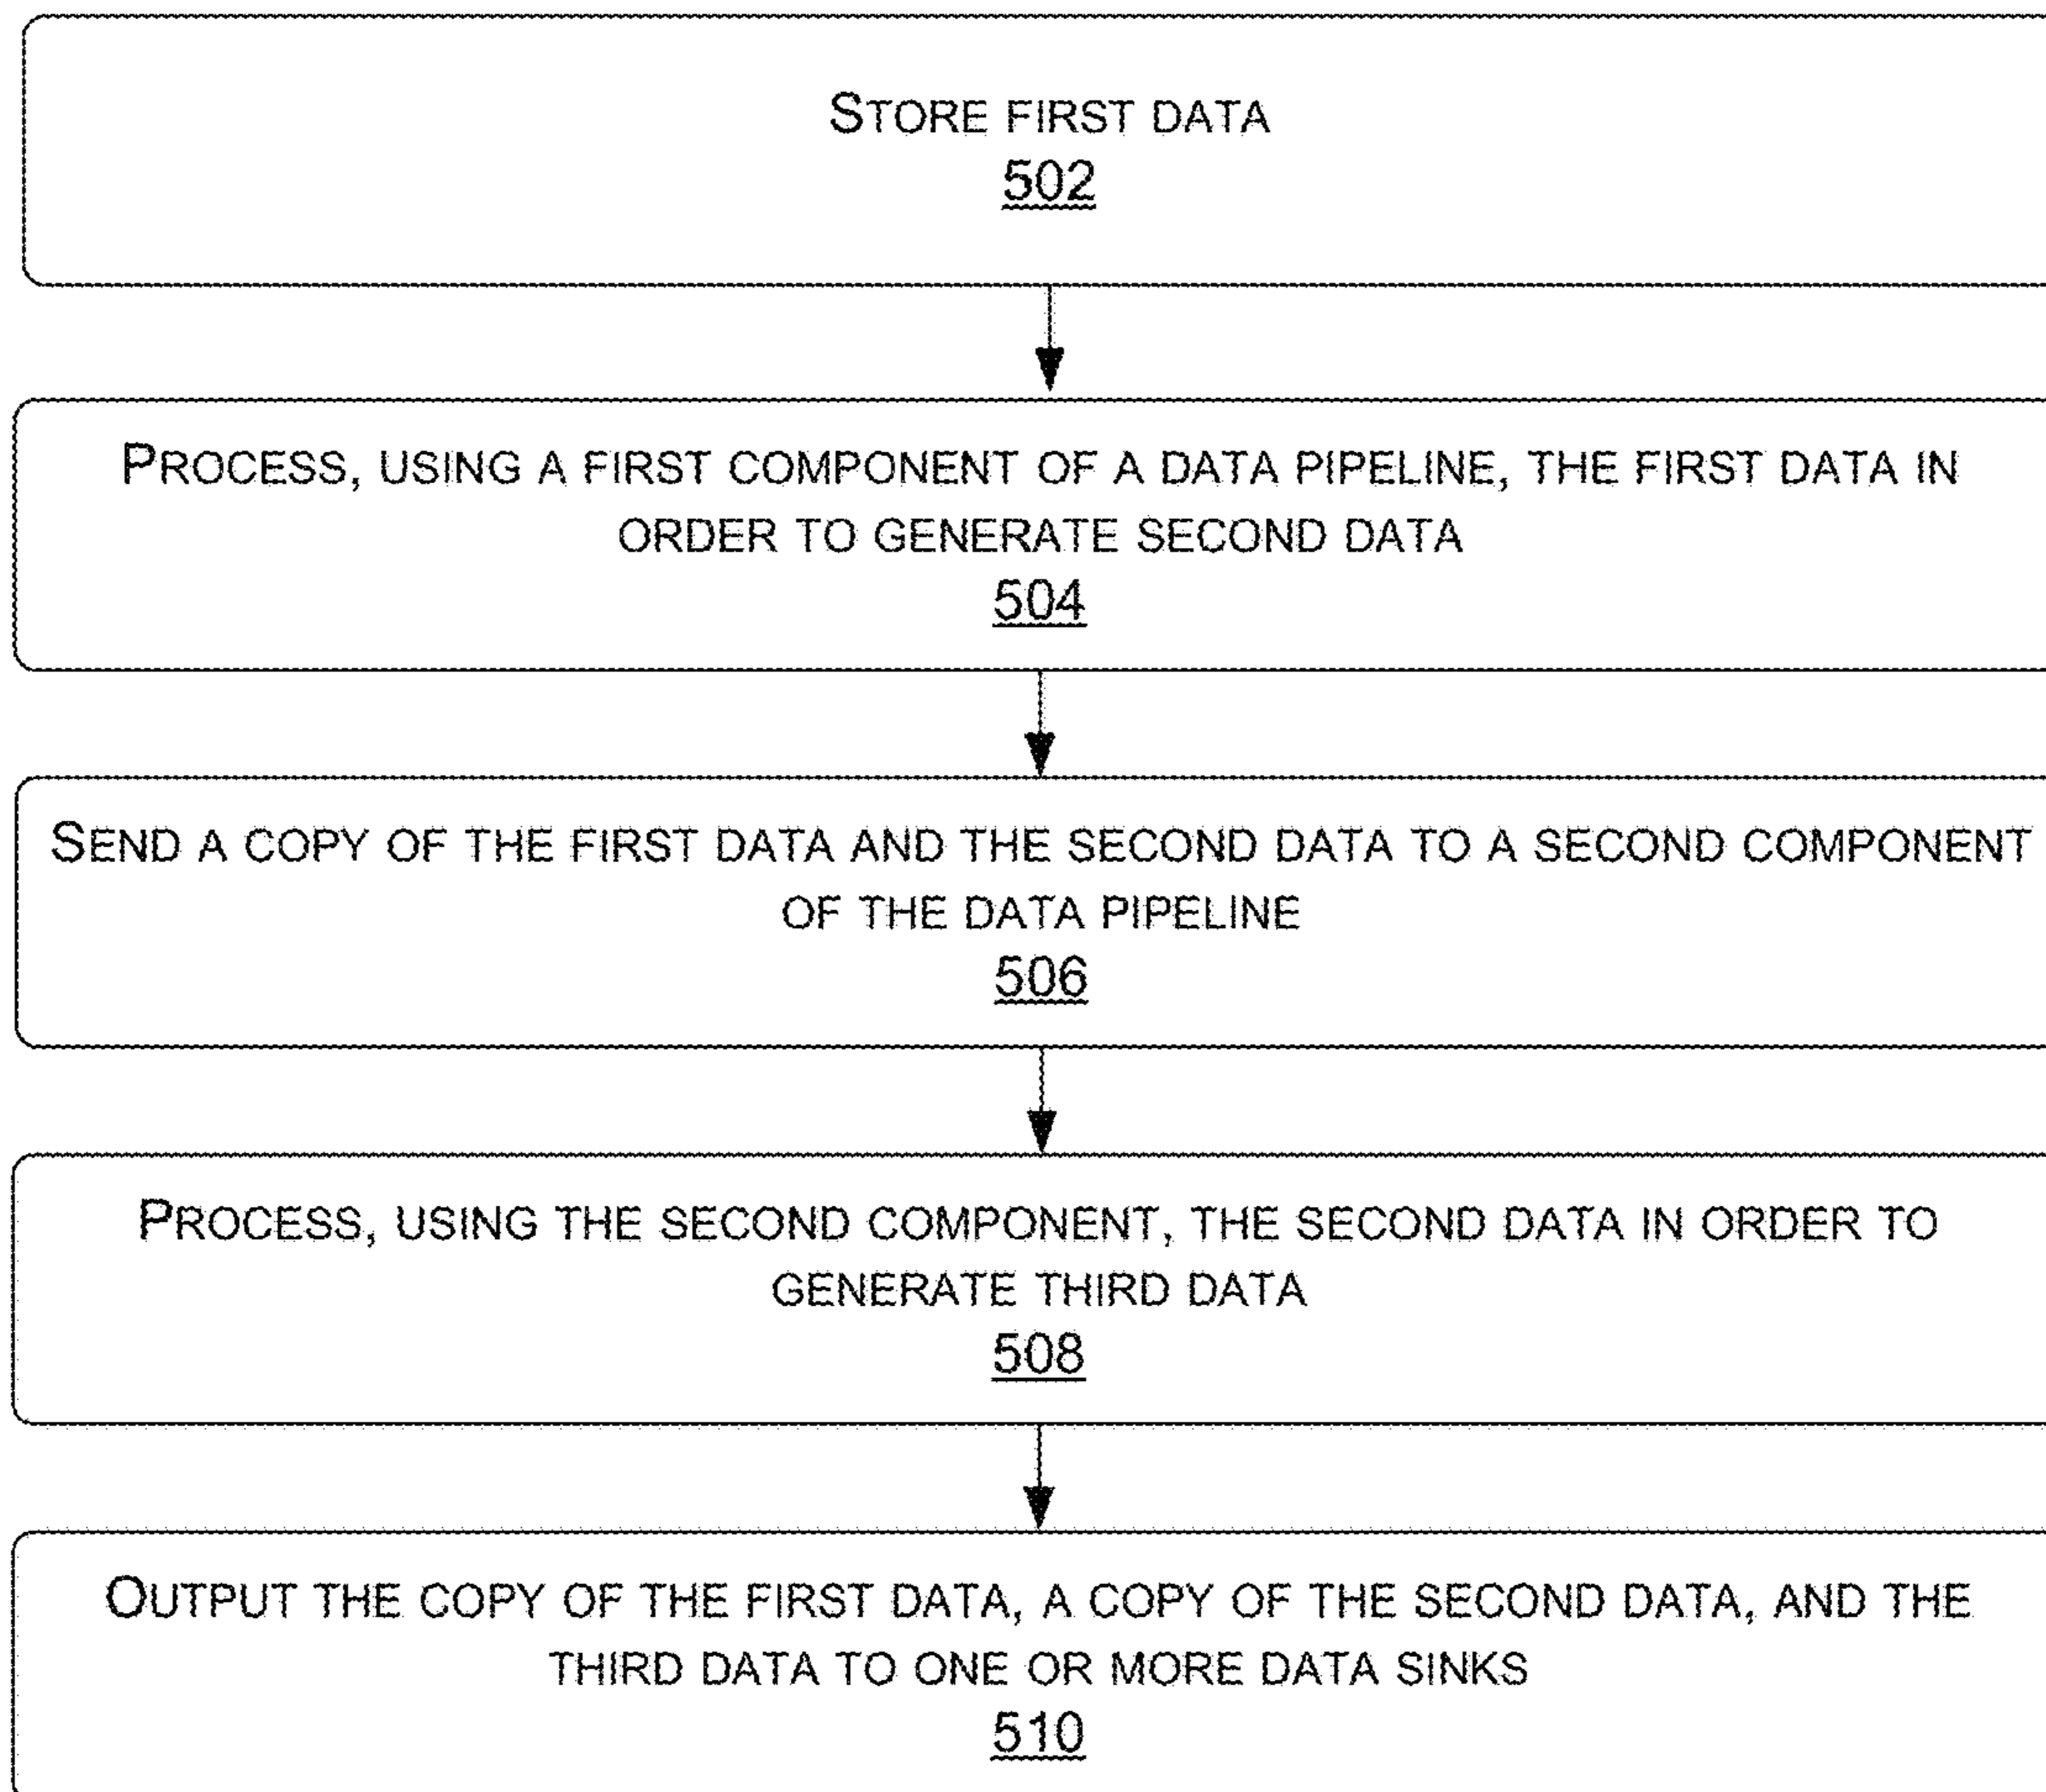 STORE FIRST DATA
502
PROCESS, USING A FIRST COMPONENT OF A DATA PIPELINE, THE FIRST DATA IN
ORDER TO GENERATE SECOND DATA
504
SEND A COPY OF THE FIRST DATA AND THE SECOND DATA TO A SECOND COMPONENT
OF THE DATA PIPELINE
506
PROCESS, USING THE SECOND COMPONENT, THE SECOND DATA IN ORDER TO
GENERATE THIRD DATA
508
OUTPUT THE COPY OF THE FIRST DATA, A COPY OF THE SECOND DATA, AND THE
THIRD DATA TO ONE OR MORE DATA SINKS
510